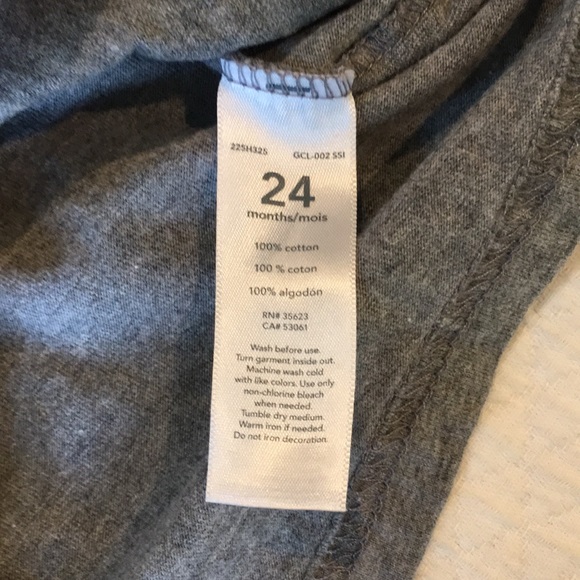 225H325 GCL-002 SSI
24
months/mois
100% cotton
100 % coton
100% algodón
RN# 35623
CA# 53061
Wash before use.
Turn garment inside out.
Machine wash cold
with like colors. Use only
non-chlorine bleach
when needed.
Tumble dry medium.
Warm iron if needed.
Do not iron decoration.